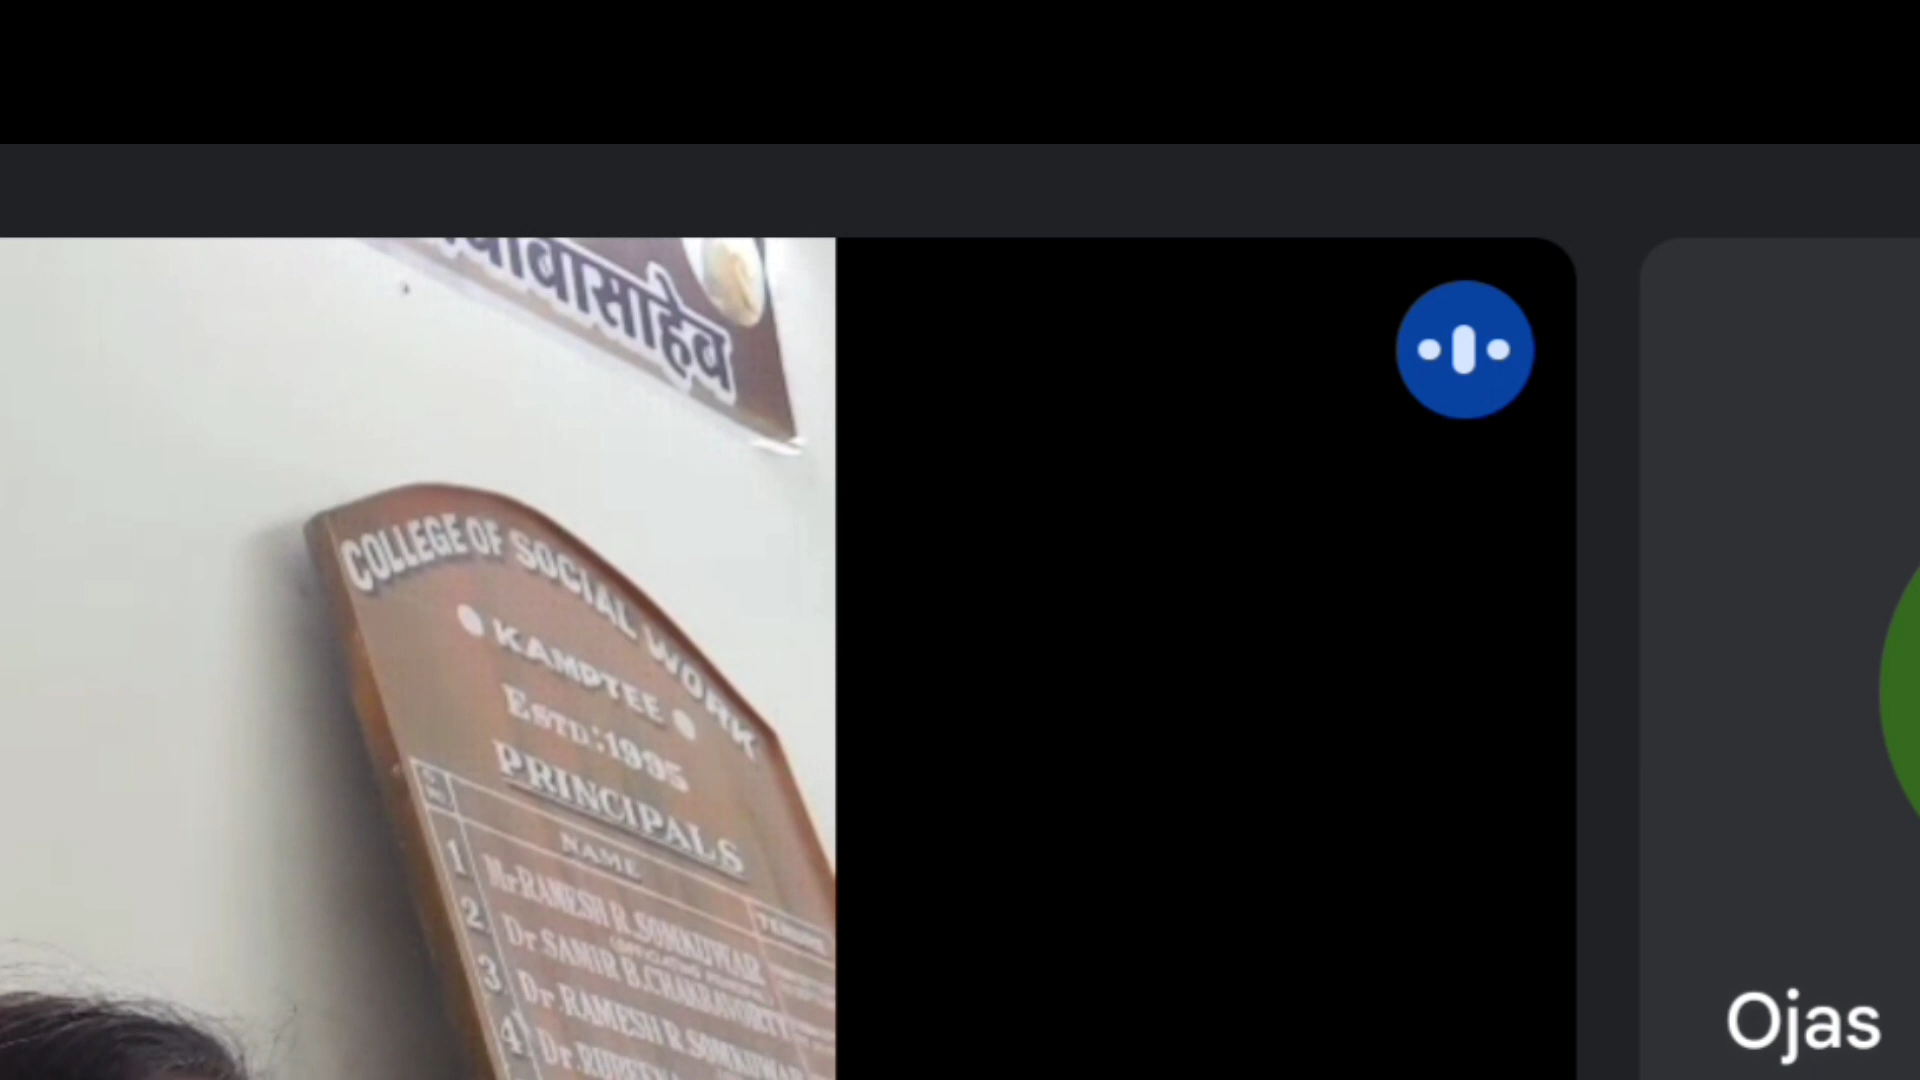 COLLEGE OF SOCIAL WORK
KAMPTEE
ESTD:1995
PRINCIPALS
NAME
TENURE
1 Mr RAMESH R.SOMKUWAR
2 Dr SAMIR B.CHAKRAVORTY
3 Dr.RAMESH R.SOMKUWAR
4 Dr.
Ojas